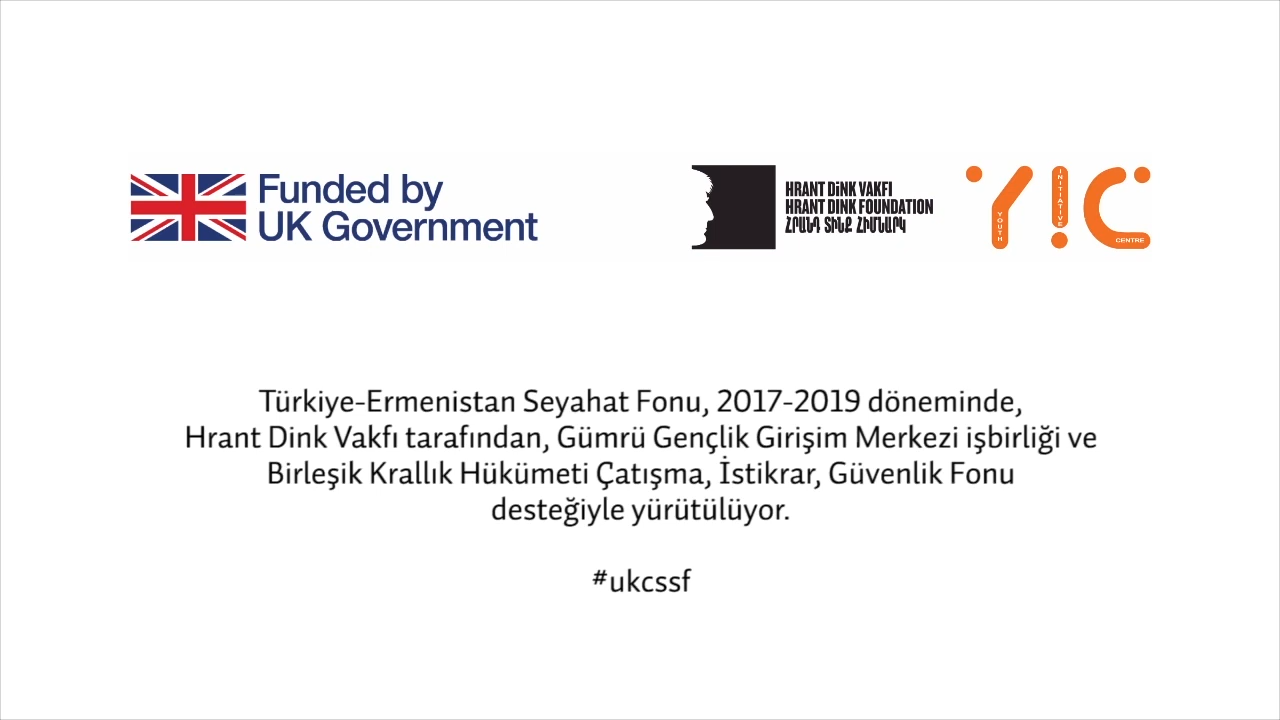 Funded by
UK Government
HRANT DiNK VAKFI
HRANT DINK FOUNDATION
ՀՐԱՆԴ ՏԻՆՔ ՀԻՄՆԱՐԿ
Y!C
YOUTH
INITIATIVE
CENTRE
Türkiye-Ermenistan Seyahat Fonu, 2017-2019 döneminde,
Hrant Dink Vakfı tarafından, Gümrü Gençlik Girişim Merkezi işbirliği ve
Birleşik Krallık Hükümeti Çatışma, İstikrar, Güvenlik Fonu
desteğiyle yürütülüyor.
#ukcssf